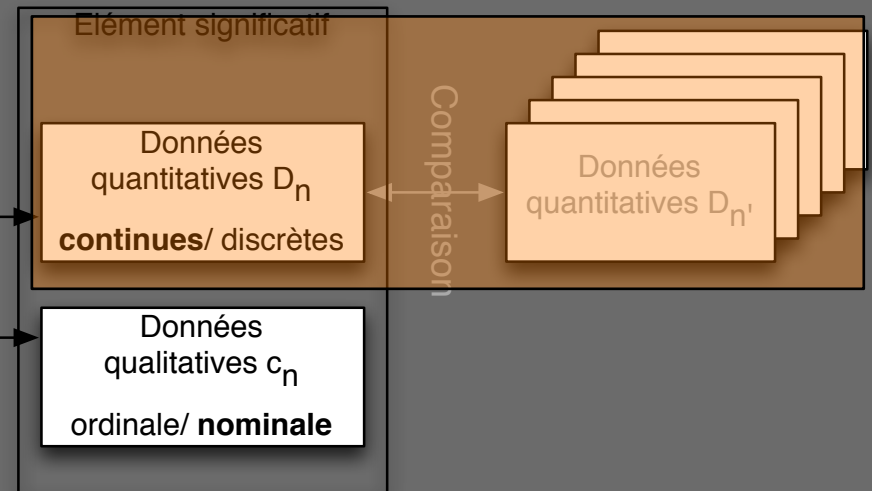 Elément significatif
Données
quantitatives Dn
continues/ discrètes
Comparaison
Données
quantitatives Dn'
Données
qualitatives cn
ordinale/ nominale